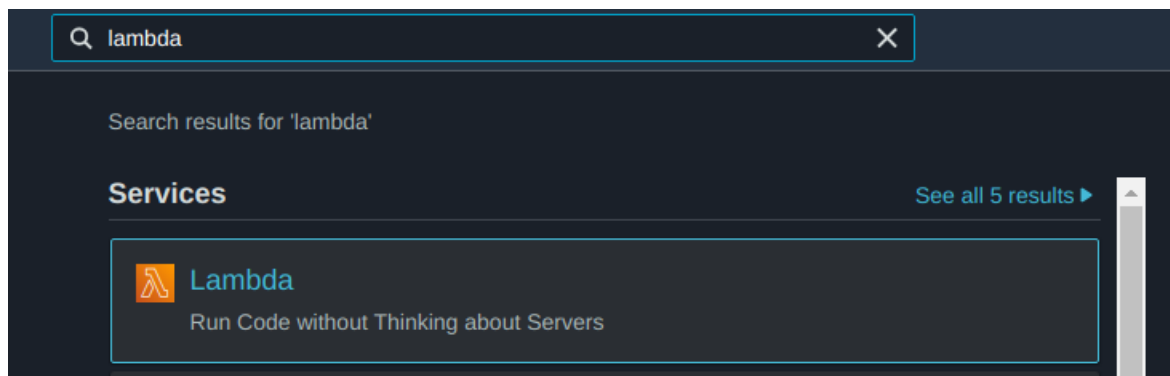 lambda
Search results for 'lambda'
Services
See all 5 results
Lambda
Run Code without Thinking about Servers